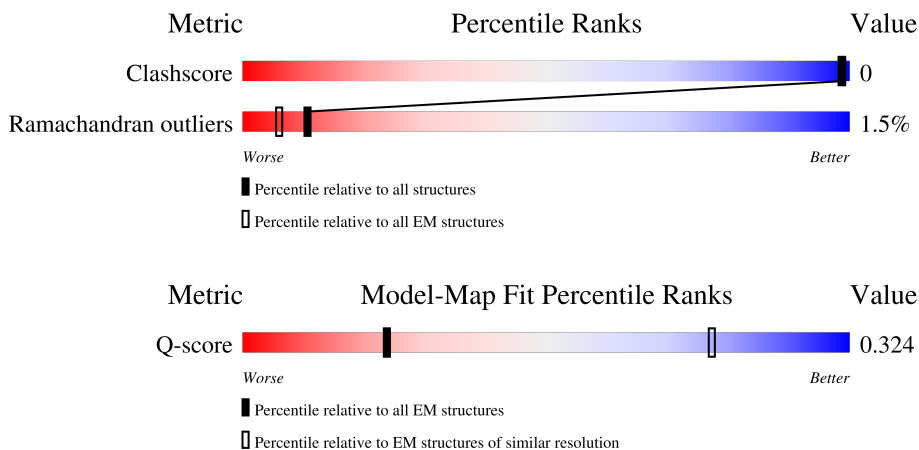 Metric Percentile Ranks Value
Clashscore 0
Ramachandran outliers 1.5%
Worse Better
Percentile relative to all structures
Percentile relative to all EM structures
Metric Model-Map Fit Percentile Ranks Value
Q-score 0.324
Worse Better
Percentile relative to all EM structures
Percentile relative to EM structures of similar resolution